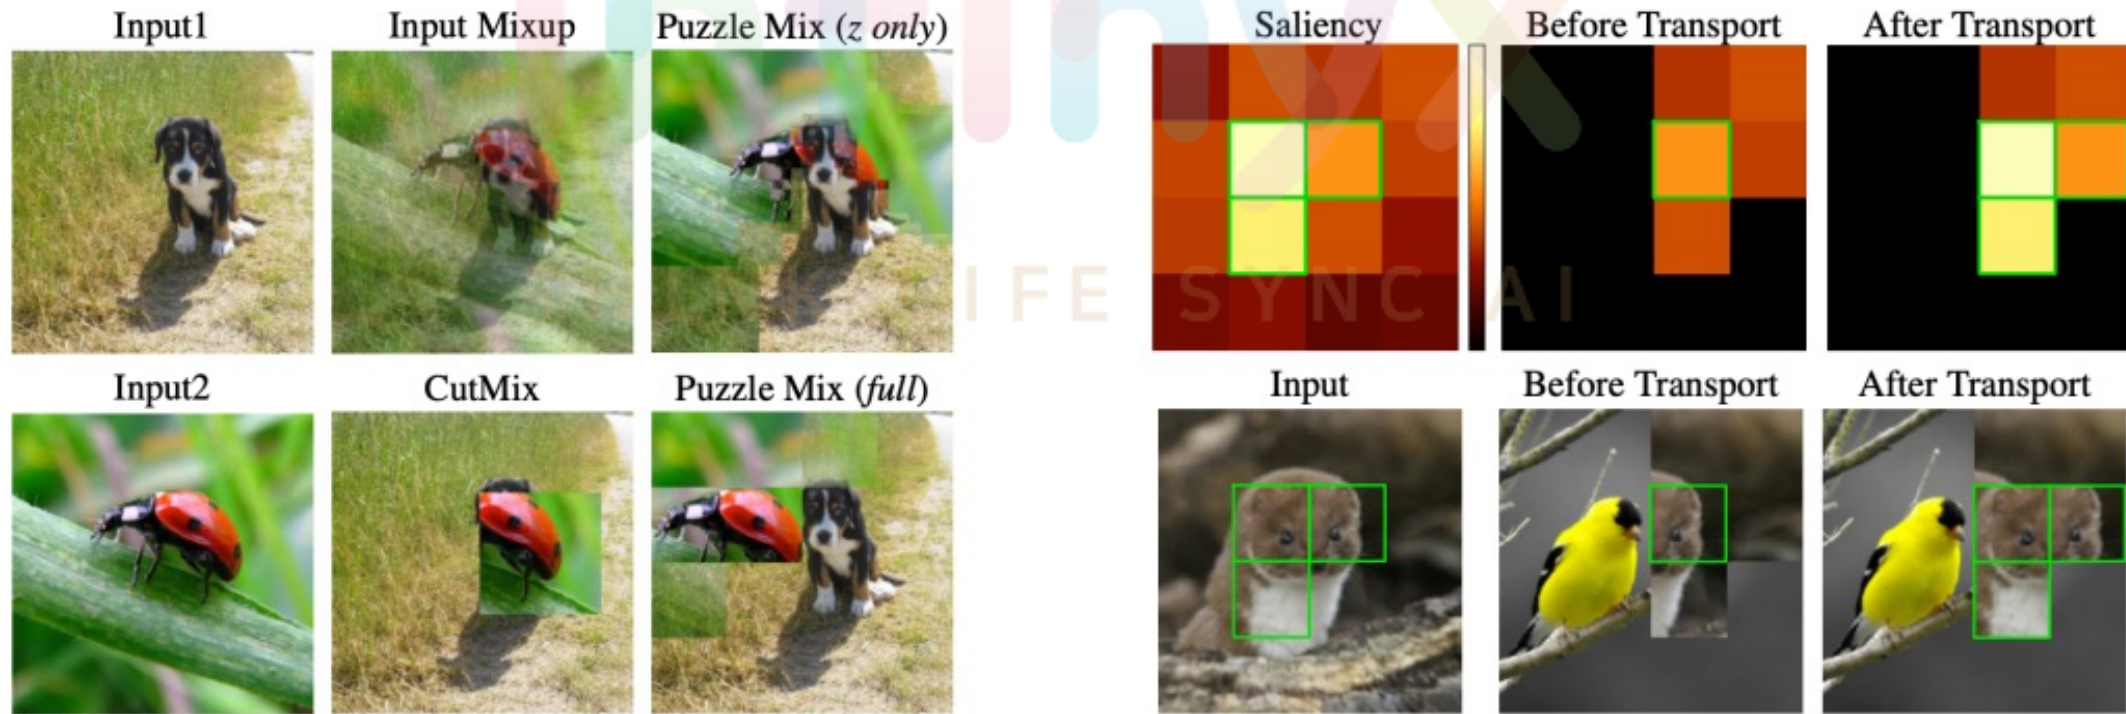 Input1
Input Mixup
Puzzle Mix (z only)
Saliency
Before Transport
After Transport
Input2
CutMix
Puzzle Mix (full)
Input
Before Transport
After Transport
LIFE SYNC AI